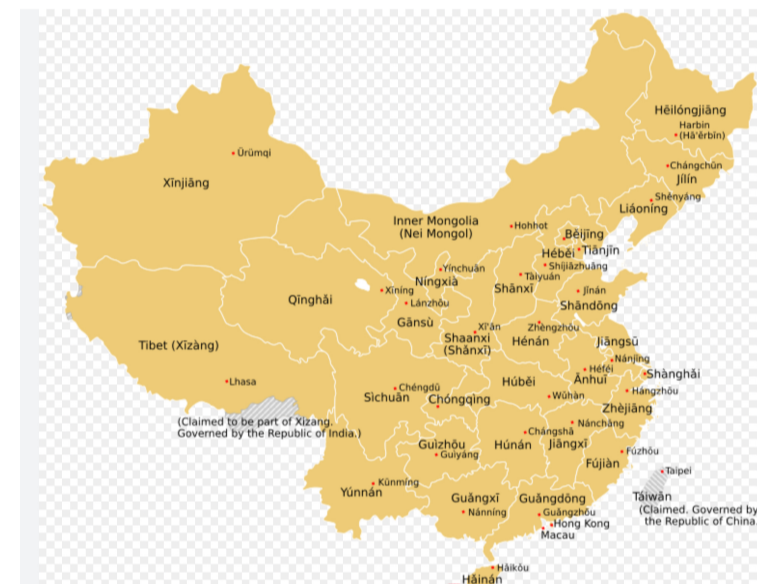 Hēilóngjiāng
Harbin
(Hā'ěrbīn)
Chángchūn
Jílín
Shěnyáng
Liáoníng
Ürümqi
Xīnjiāng
Inner Mongolia
(Nei Mongol)
Hohhot
Běijīng
Tiānjīn
Héběi
Shíjiāzhuāng
Yínchuàn
Níngxià
Tàiyuán
Shānxī
Xīníng
Qīnghǎi
Lánzhōu
Gānsù
Jǐnán
Shāndōng
Xī'ān
Shaanxi
(Shǎnxī)
Zhèngzhōu
Hénán
Jiāngsū
Nánjīng
Tibet (Xīzàng)
Lhasa
Shànghǎi
Héféi
Ānhuī
Húběi
Chéngdū
Sìchuān
Chóngqìng
Wǔhàn
Hángzhōu
Zhèjiāng
(Claimed to be part of Xizang.
Governed by the Republic of India.)
Nánchāng
Chángshā
Húnán
Jiāngxī
Guìzhōu
Guìyáng
Fúzhōu
Fújiàn
Taipei
Kūnmíng
Yúnnán
Guǎngxī
Nánníng
Guǎngdōng
Guǎngzhōu
Hong Kong
Macau
Táiwān
(Claimed. Governed by
the Republic of China.
Hǎikǒu
Hǎinán